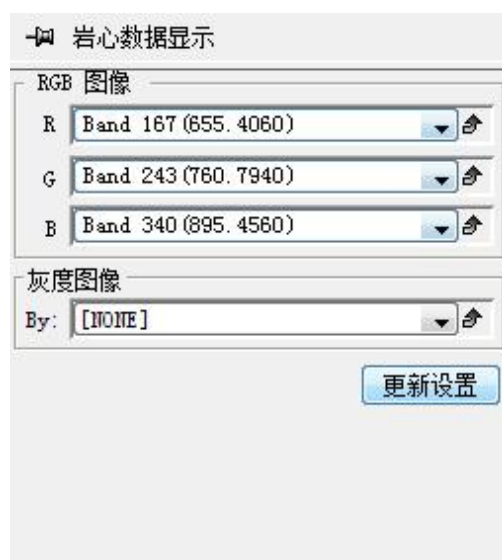 岩心数据显示
RGB 图像
R Band 167(655.4060)
G Band 243(760.7940)
B Band 340(895.4560)
灰度图像
By: [NONE]
更新设置